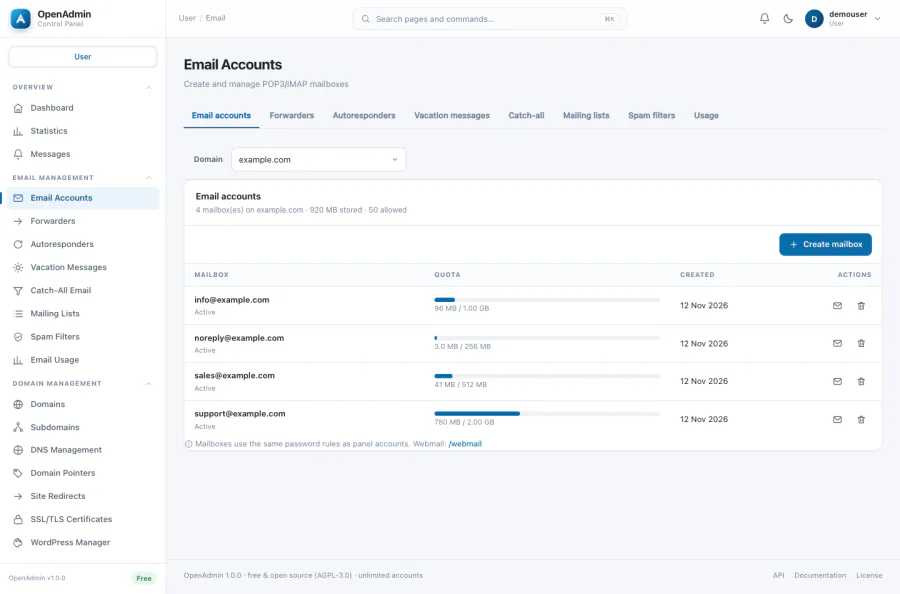 OpenAdmin
Control Panel
User / Email
Search pages and commands...
⌘K
D
demouser
User
User
OVERVIEW
Dashboard
Statistics
Messages
EMAIL MANAGEMENT
Email Accounts
Forwarders
Autoresponders
Vacation Messages
Catch-All Email
Mailing Lists
Spam Filters
Email Usage
DOMAIN MANAGEMENT
Domains
Subdomains
DNS Management
Domain Pointers
Site Redirects
SSL/TLS Certificates
WordPress Manager
OpenAdmin v1.0.0
Free
Email Accounts
Create and manage POP3/IMAP mailboxes
Email accounts Forwarders Autoresponders Vacation messages Catch-all Mailing lists Spam filters Usage
Domain example.com
Email accounts
4 mailbox(es) on example.com · 920 MB stored · 50 allowed
+ Create mailbox
MAILBOX QUOTA CREATED ACTIONS
info@example.com
Active
96 MB / 1.00 GB
12 Nov 2026
noreply@example.com
Active
3.0 MB / 256 MB
12 Nov 2026
sales@example.com
Active
41 MB / 512 MB
12 Nov 2026
support@example.com
Active
780 MB / 2.00 GB
12 Nov 2026
Mailboxes use the same password rules as panel accounts. Webmail: /webmail
OpenAdmin 1.0.0 · free & open source (AGPL-3.0) · unlimited accounts
API Documentation License